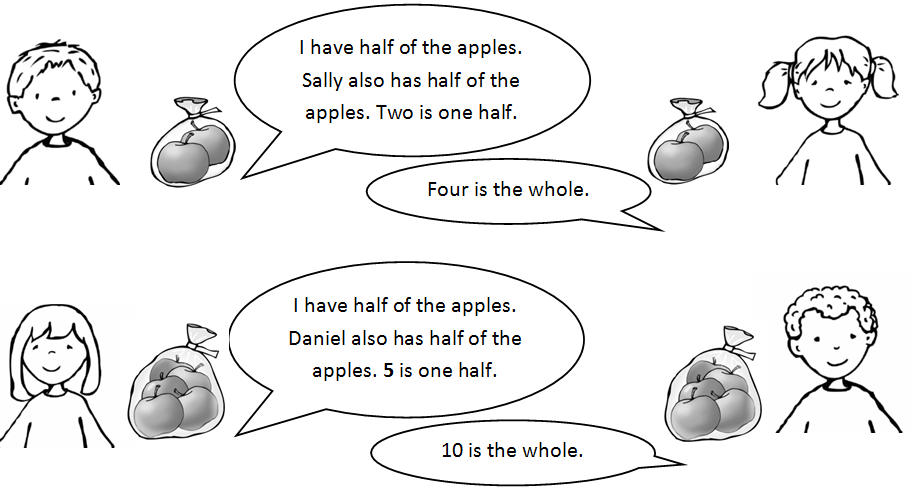 I have half of the apples.
Sally also has half of the
apples. Two is one half.
Four is the whole.
I have half of the apples.
Daniel also has half of the
apples. 5 is one half.
10 is the whole.